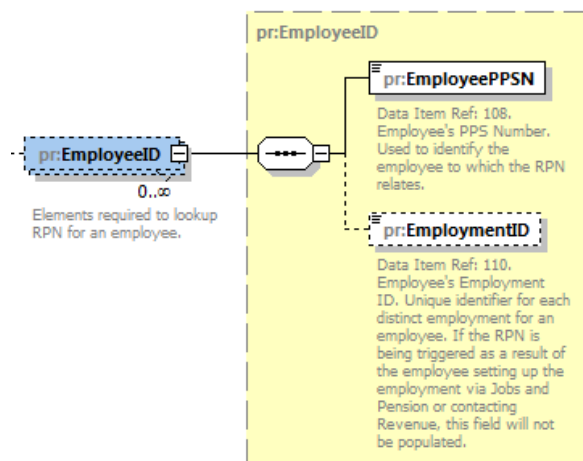 pr:EmployeeID
pr:EmployeePPSN
Data Item Ref: 108.
Employee's PPS Number.
Used to identify the
employee to which the RPN
relates.
pr:EmployeeID
0..∞
Elements required to lookup
RPN for an employee.
pr:EmploymentID
Data Item Ref: 110.
Employee's Employment
ID. Unique identifier for each
distinct employment for an
employee. If the RPN is
being triggered as a result of
the employee setting up the
employment via Jobs and
Pension or contacting
Revenue, this field will not
be populated.